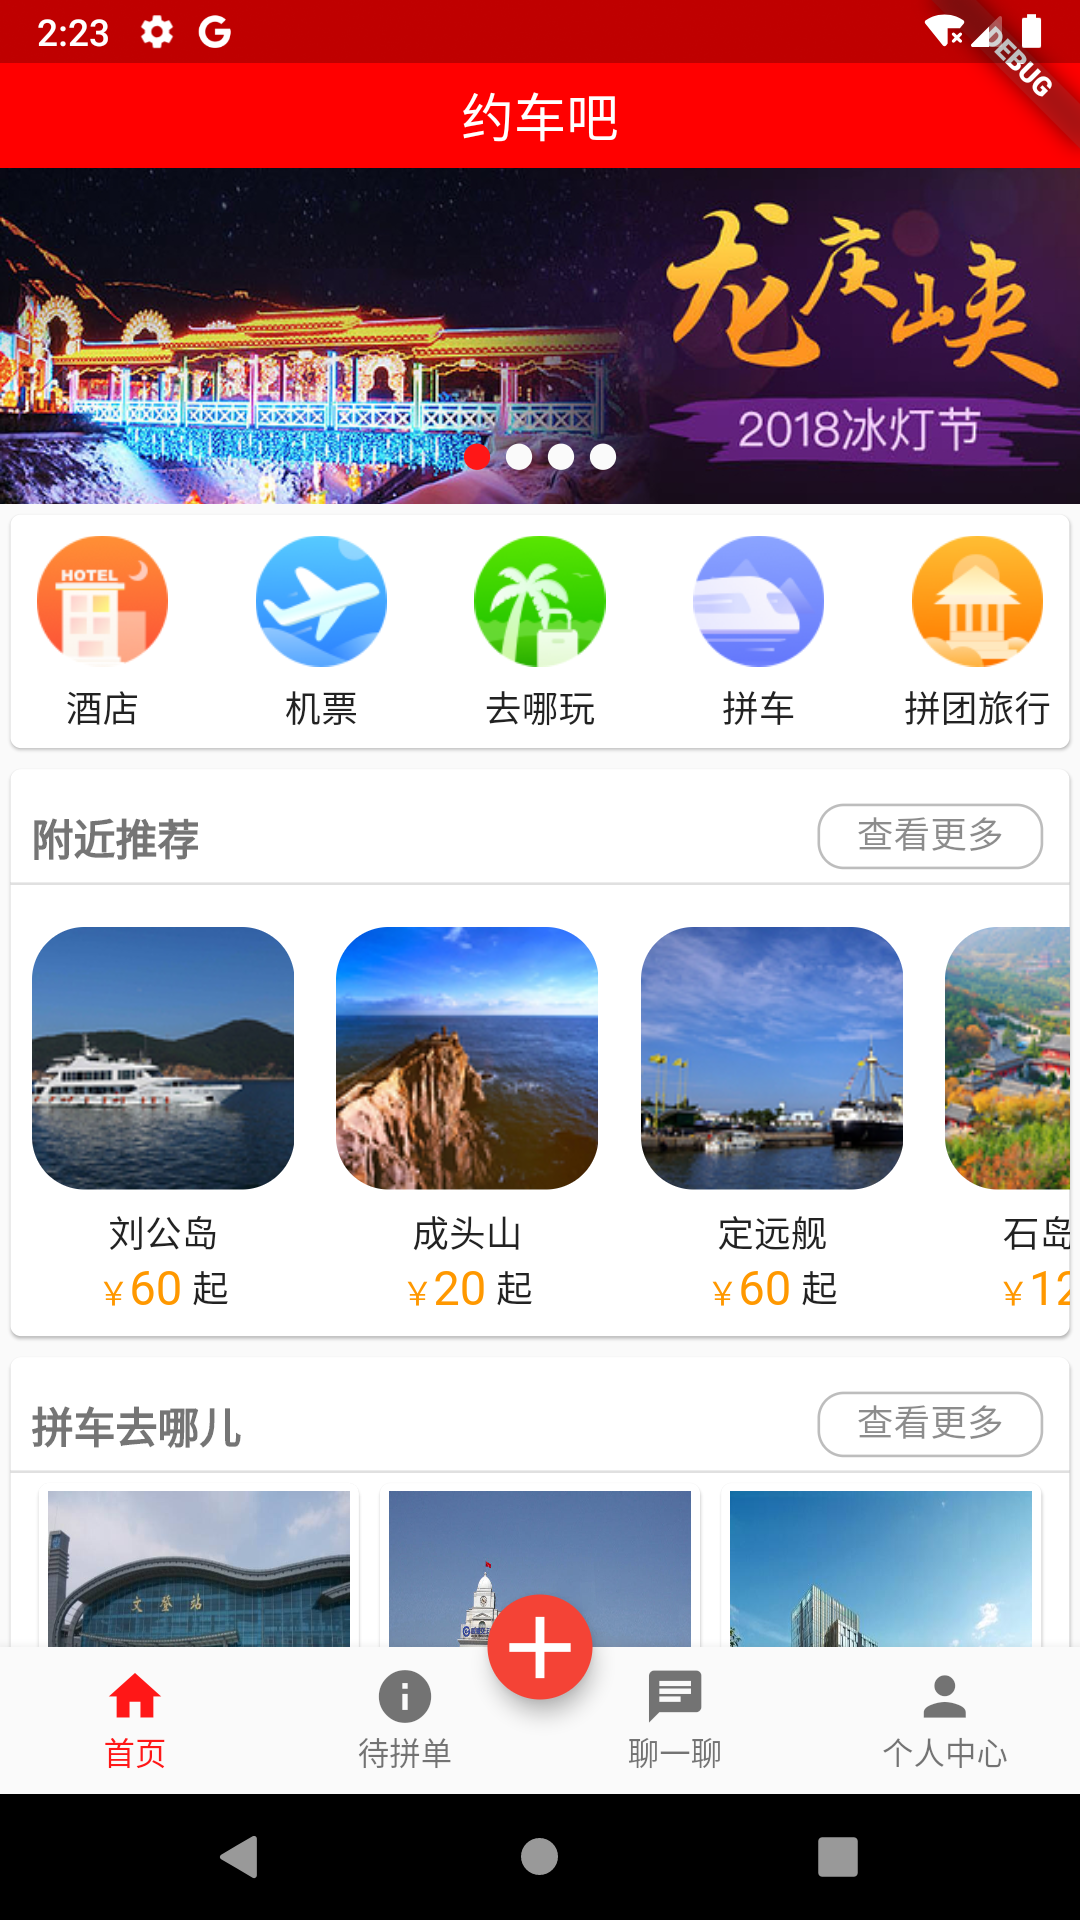 2:23
DEBUG
约车吧
龙庆峡
2018冰灯节
HOTEL
酒店
机票
去哪玩
拼车
拼团旅行
附近推荐
查看更多
刘公岛
成头山
定远舰
石岛
¥60 起
¥20 起
¥60 起
¥12
拼车去哪儿
查看更多
文登站
首页
待拼单
聊一聊
个人中心